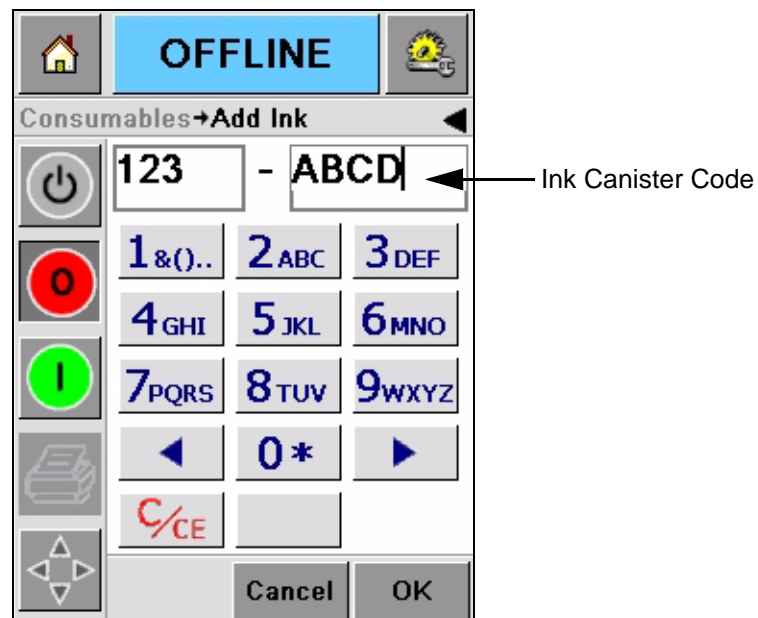 OFFLINE
Consumables→Add Ink
123 - ABCD
Ink Canister Code
1&().. 2ABC 3DEF
O
4GHI 5JKL 6MNO
I
7PQRS 8TUV 9WXYZ
0*
C/CE
Cancel OK